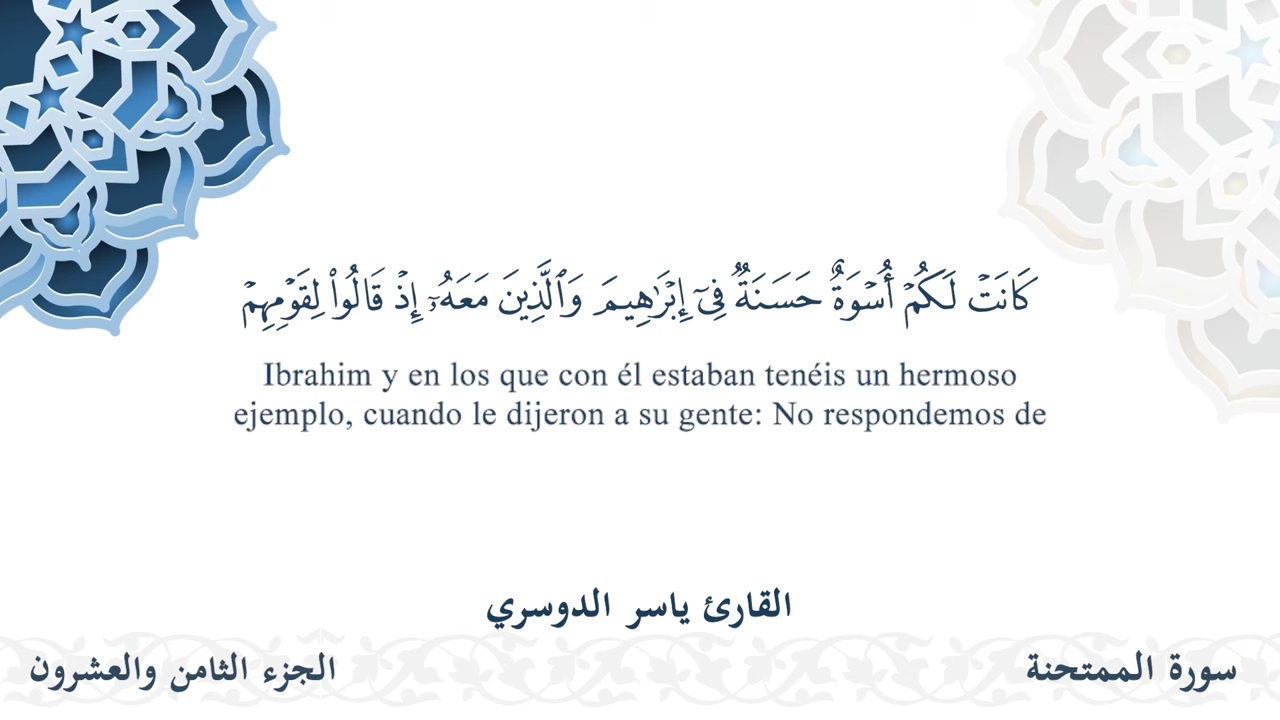 كَانَتۡ لَكُمۡ أُسۡوَةٌ حَسَنَةٞ فِيٓ إِبۡرَٰهِيمَ وَٱلَّذِينَ مَعَهُۥٓ إِذۡ قَالُواْ لِقَوۡمِهِمۡ
Ibrahim y en los que con él estaban tenéis un hermoso
ejemplo, cuando le dijeron a su gente: No respondemos de
القارئ ياسر الدوسري
سورة الممتحنة
الجزء الثامن والعشرون